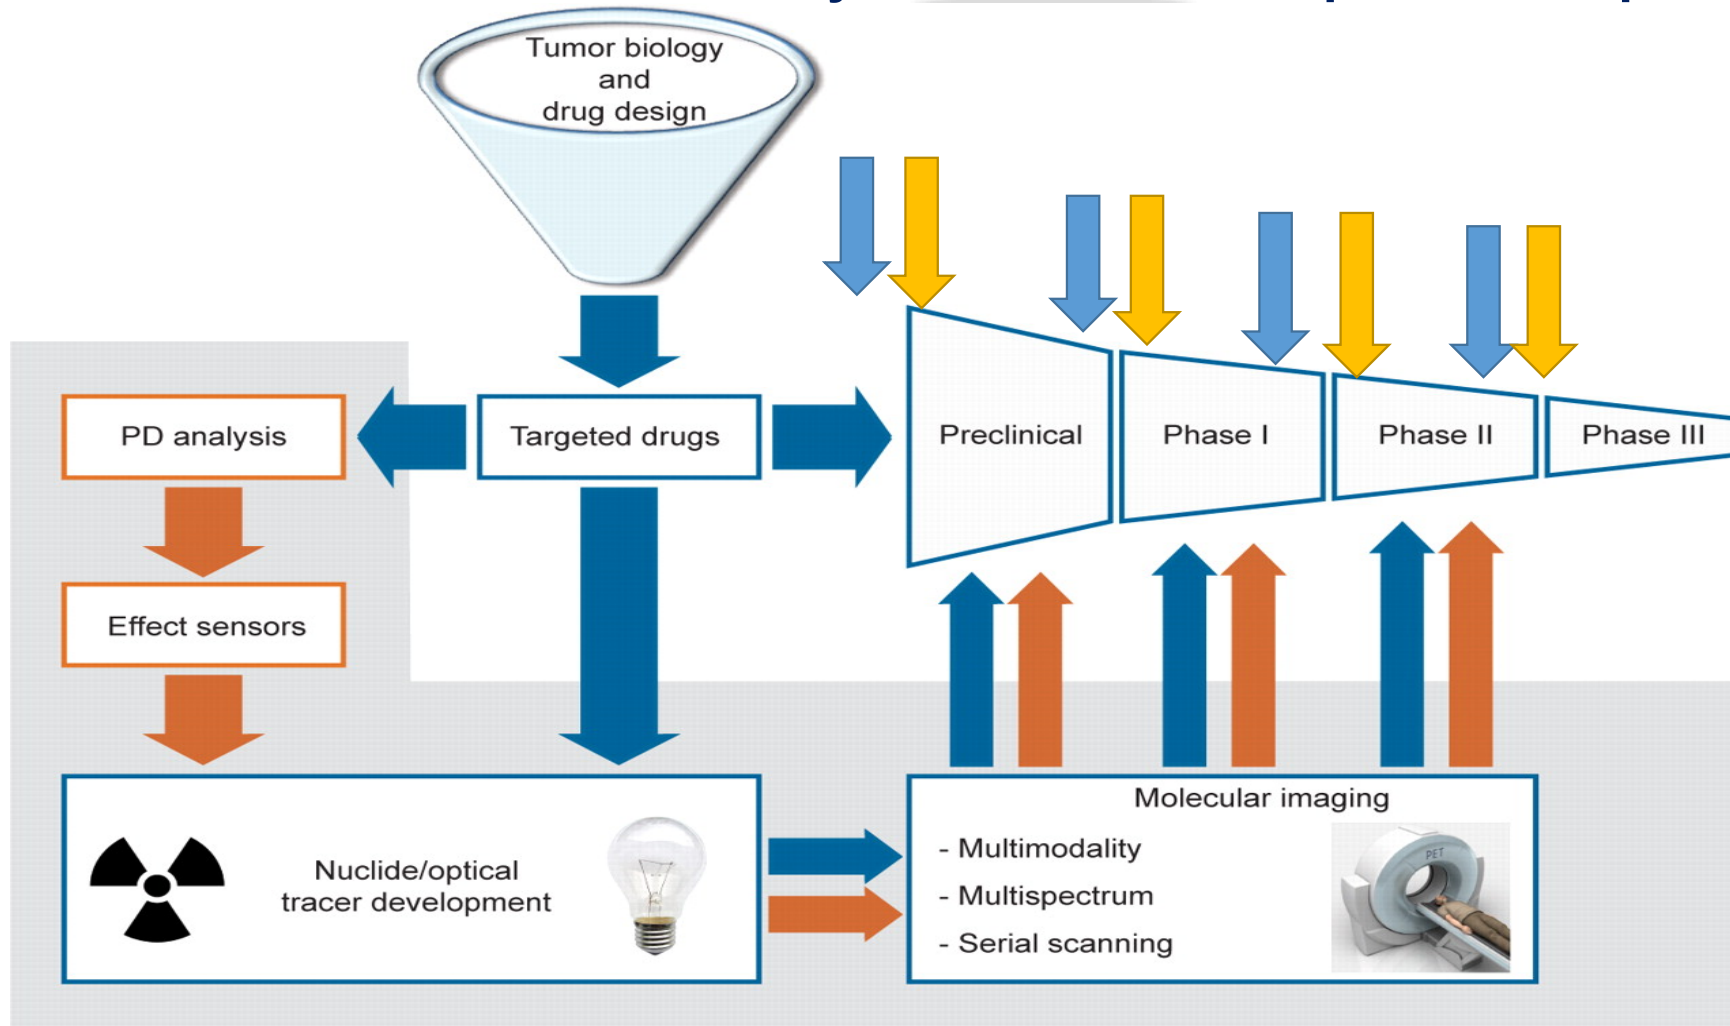 Tumor biology
and
drug design
PD analysis
Targeted drugs
Preclinical
Phase I
Phase II
Phase III
Effect sensors
Nuclide/optical
tracer development
Molecular imaging
- Multimodality
- Multispectrum
- Serial scanning
PET